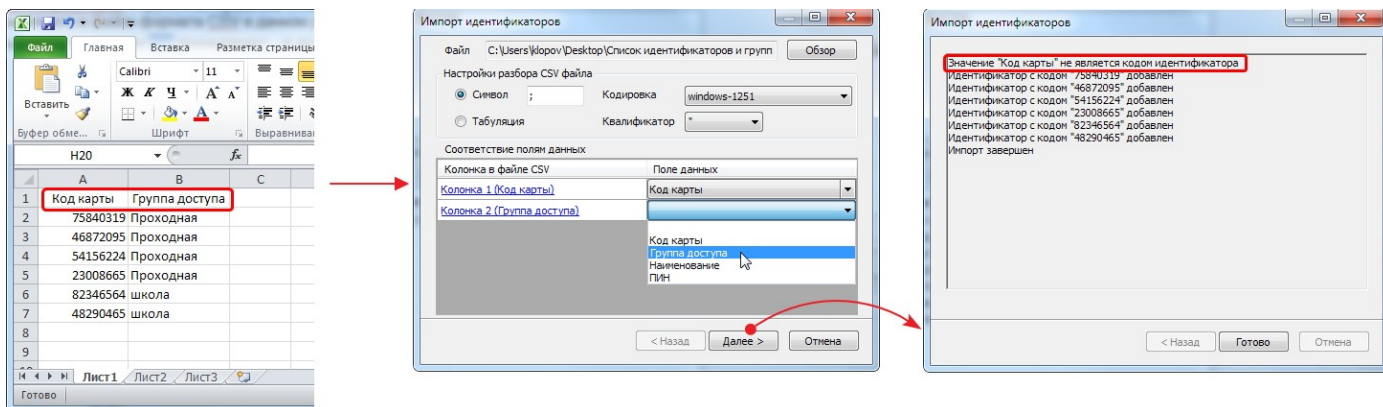 Файл Главная Вставка Разметка страницы
Calibri 11
Вставить
Ж К Ч А А
А
Буфер обме... Шрифт Выравнива
H20 fx
A B C
1 Код карты Группа доступа
2 75840319 Проходная
3 46872095 Проходная
4 54156224 Проходная
5 23008665 Проходная
6 82346564 школа
7 48290465 школа
8
9
Лист1 Лист2 Лист3
Готово
Импорт идентификаторов
Файл C:\Users\klopov\Desktop\Список идентификаторов и групп Обзор
Настройки разбора CSV файла
Символ ; Кодировка windows-1251
Табуляция Квалификатор "
Соответствие полям данных
Колонка в файле CSV Поле данных
Колонка 1 (Код карты) Код карты
Колонка 2 (Группа доступа)
Код карты
Группа доступа
Наименование
ПИН
< Назад Далее > Отмена
Импорт идентификаторов
Значение "Код карты" не является кодом идентификатора
Идентификатор с кодом "75840319" добавлен
Идентификатор с кодом "46872095" добавлен
Идентификатор с кодом "54156224" добавлен
Идентификатор с кодом "23008665" добавлен
Идентификатор с кодом "82346564" добавлен
Идентификатор с кодом "48290465" добавлен
Импорт завершен
< Назад Готово Отмена